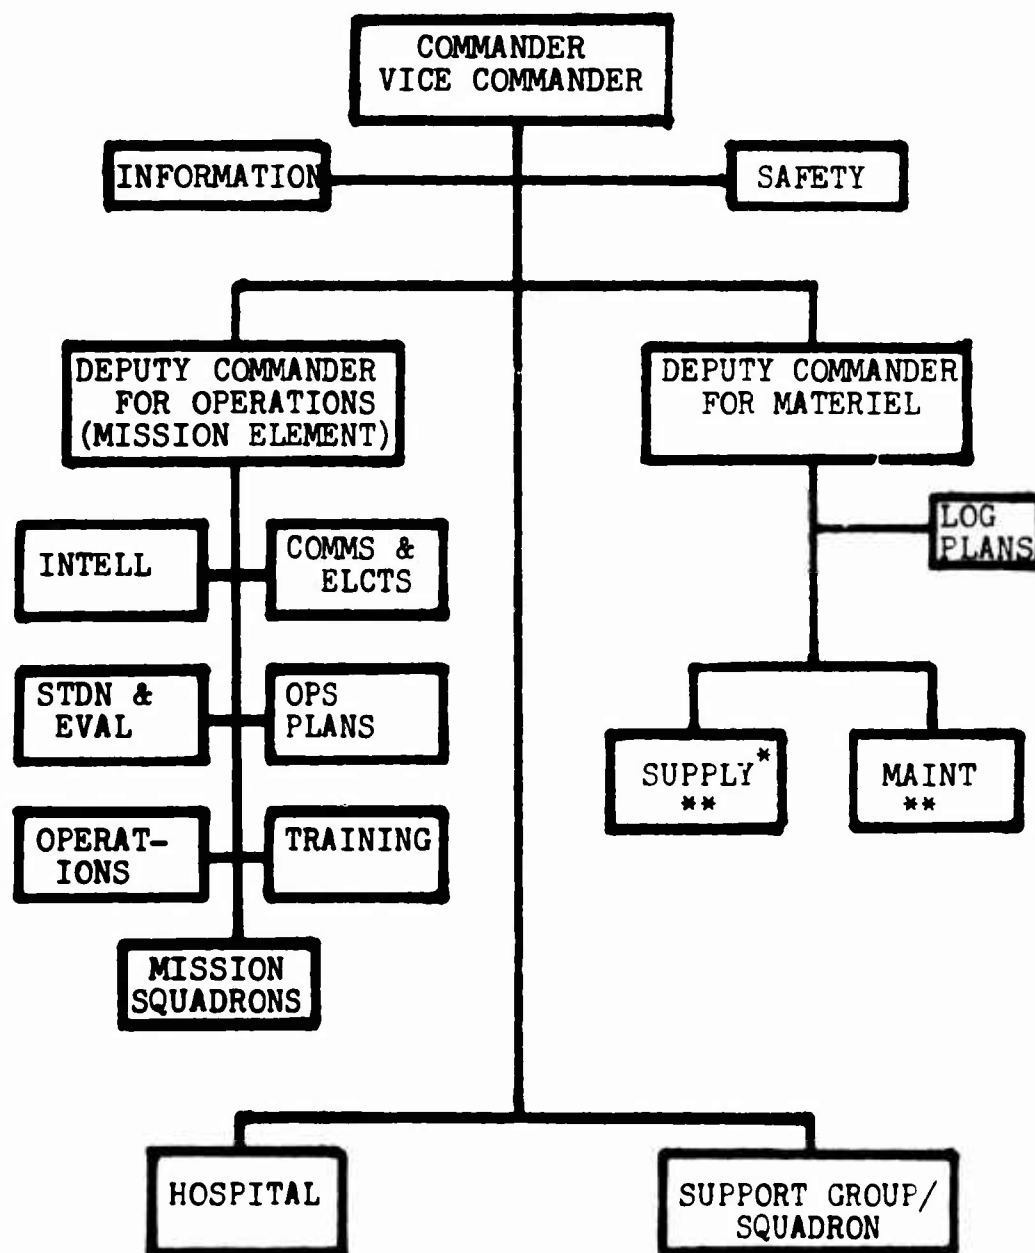 COMMANDER
VICE COMMANDER
INFORMATION
SAFETY
DEPUTY COMMANDER
FOR OPERATIONS
(MISSION ELEMENT)
DEPUTY COMMANDER
FOR MATERIEL
LOG
PLANS
INTELL
COMMS &
ELCTS
STDN &
EVAL
OPS
PLANS
SUPPLY*
**
MAINT
**
OPERAT-
IONS
TRAINING
MISSION
SQUADRONS
HOSPITAL
SUPPORT GROUP/
SQUADRON